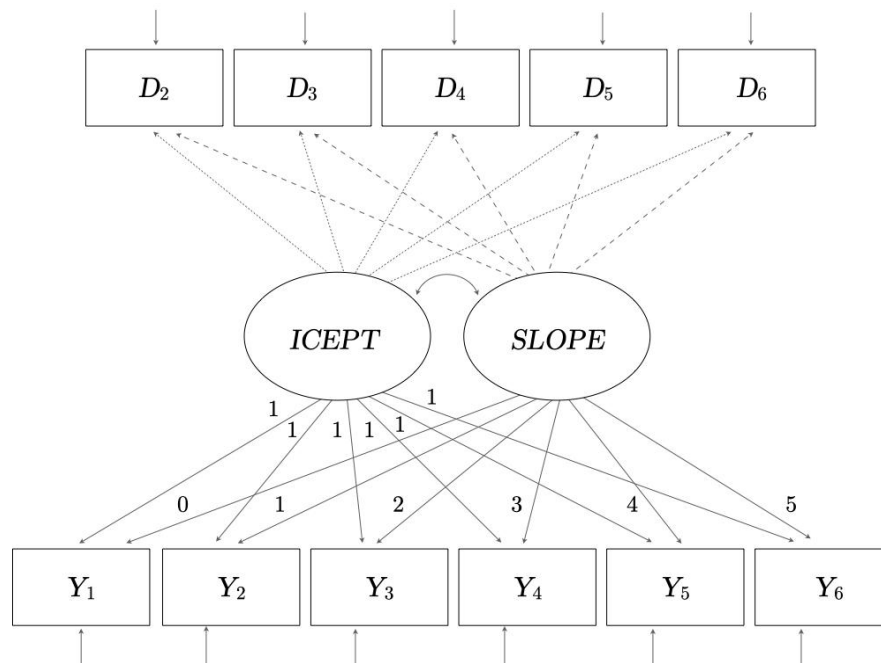 D₂ D₃ D₄ D₅ D₆
ICEPT SLOPE
1 1 1 1 1 1
0 1 2 3 4 5
Y₁ Y₂ Y₃ Y₄ Y₅ Y₆